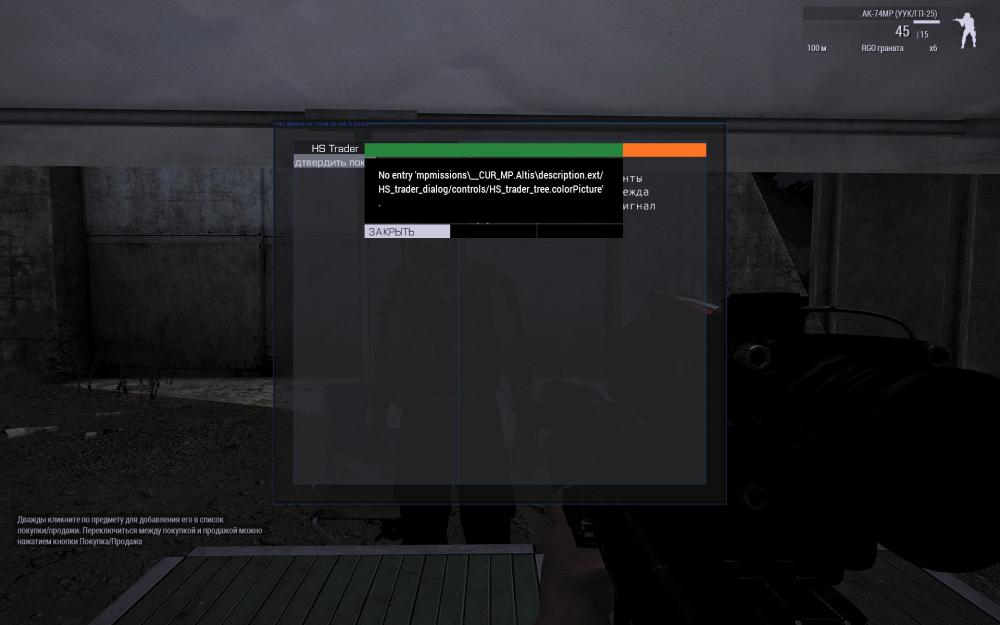 АК-74МР (УУК/ГП-25)
45 | 15
100 м RGO граната x6
HS Trader
дтвердить пок
No entry 'mpmissions\__CUR_MP.Altis\description.ext/
HS_trader_dialog/controls/HS_trader_tree.colorPicture'
.
нты
ежда
игнал
ЗАКРЫТЬ
Дважды кликните по предмету для добавления его в список
покупки/продажи. Переключиться между покупкой и продажой можно
нажатием кнопки Покупка/Продажа